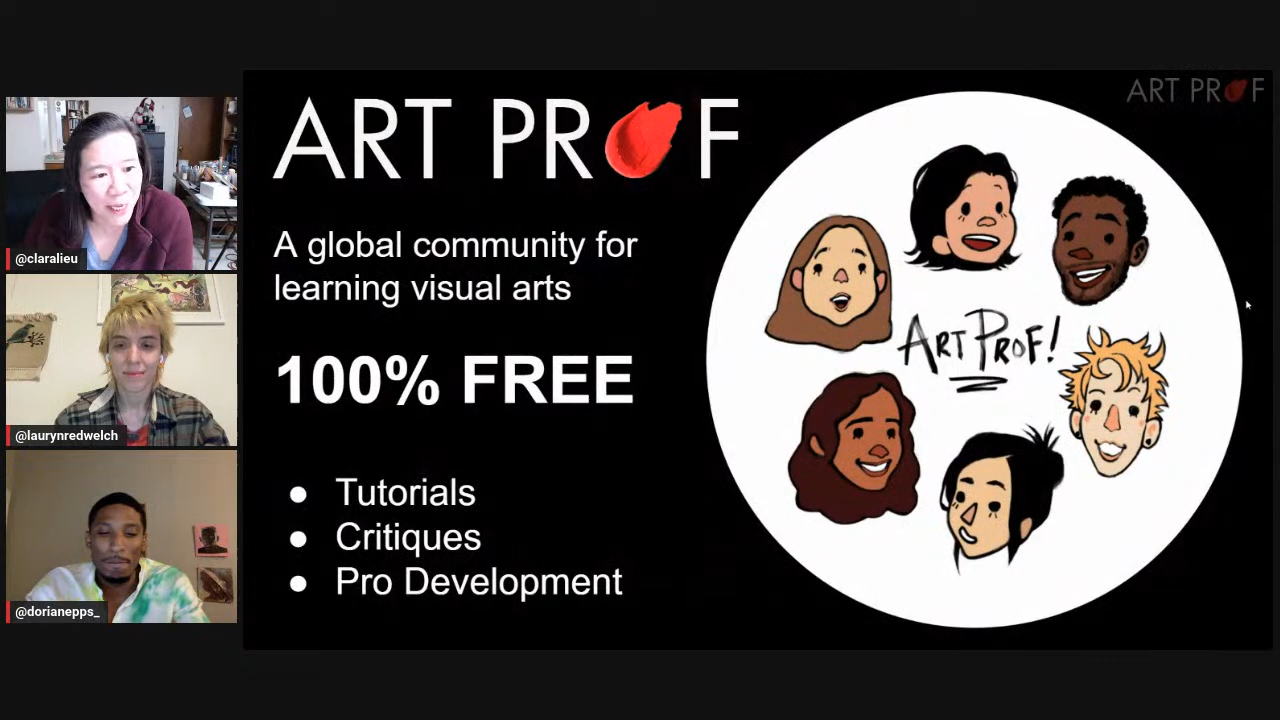 ART PROF
ART PROF
A global community for
learning visual arts
100% FREE
● Tutorials
● Critiques
● Pro Development
ART PROF!
@claralieu
@laurynredwelch
@dorianepps_